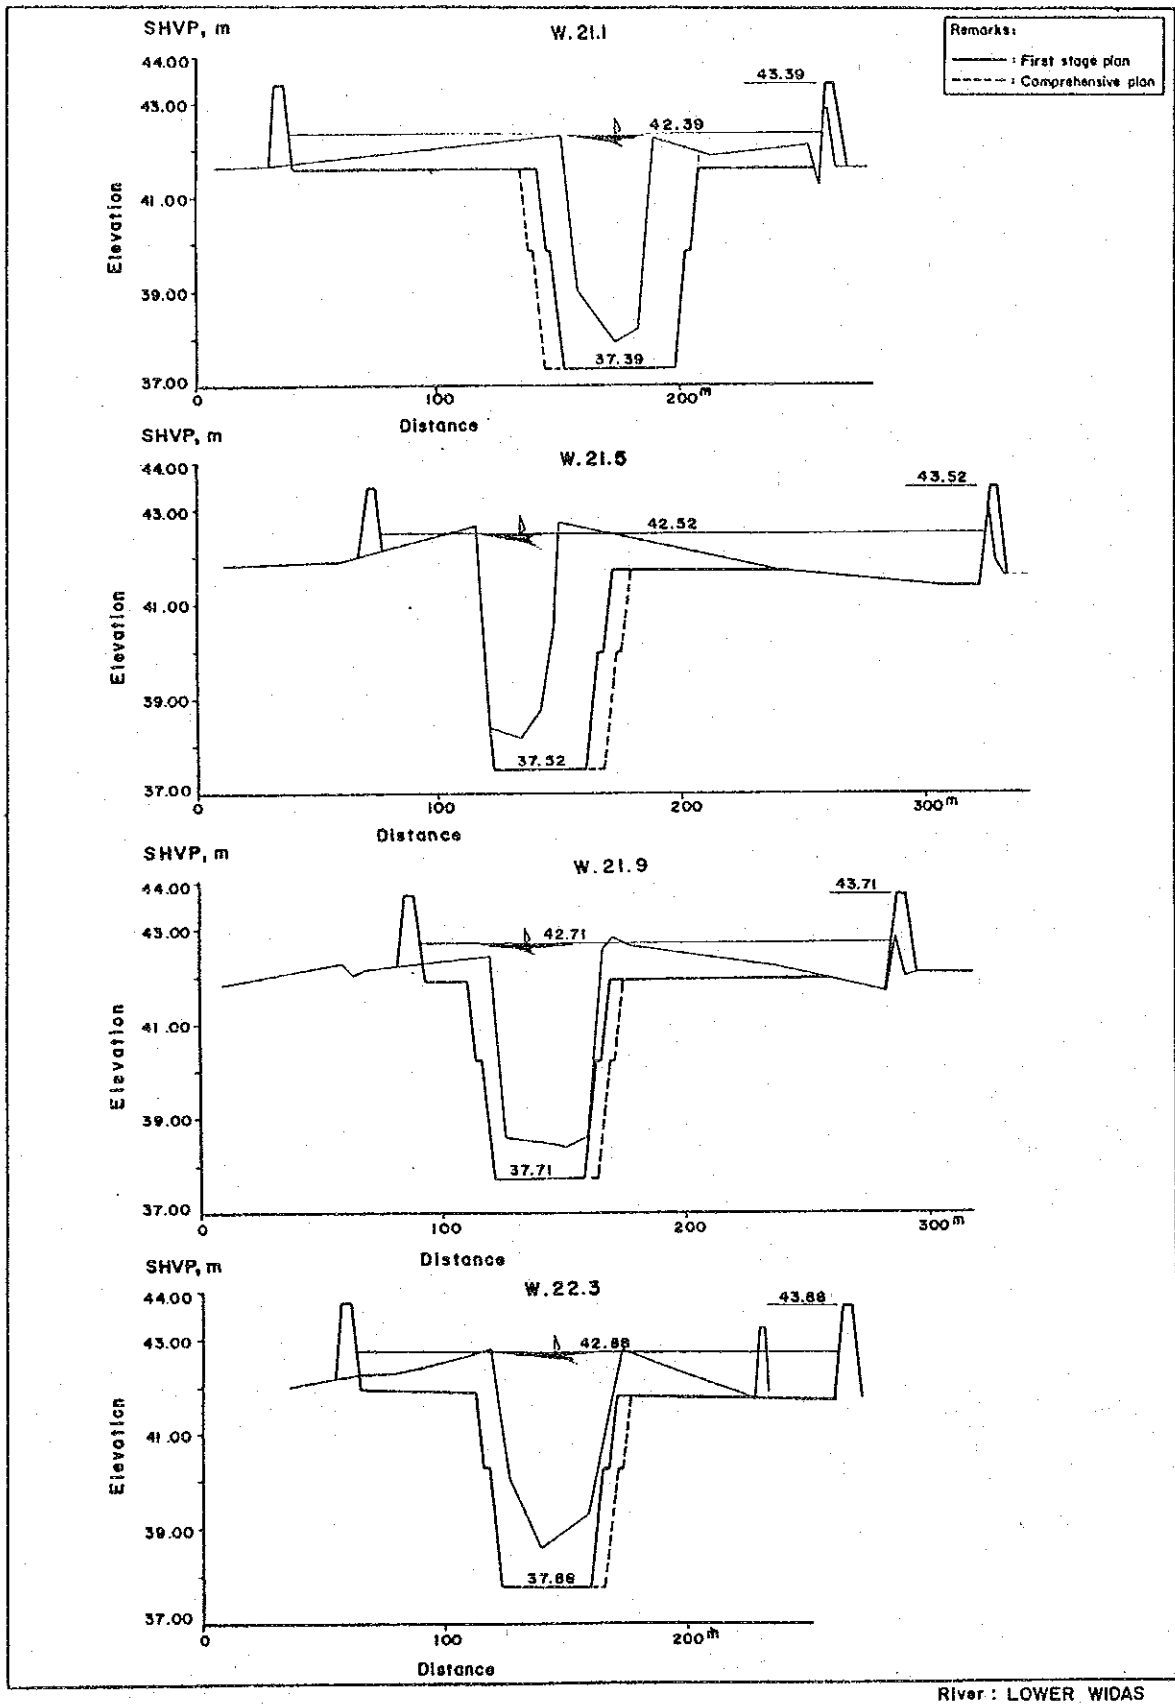 SHVP, m
W. 21.1
Remarks:
: First stage plan
: Comprehensive plan
44.00
43.39
43.00
42.39
41.00
39.00
37.39
37.00
Elevation
100
200 m
Distance
SHVP, m
W. 21.5
44.00
43.52
43.00
42.52
41.00
39.00
37.52
37.00
Elevation
0
100
200
300 m
Distance
SHVP, m
W. 21.9
44.00
43.71
43.00
42.71
41.00
39.00
37.71
37.00
Elevation
0
100
200
300 m
Distance
SHVP, m
W. 22.3
44.00
43.88
43.00
42.88
41.00
39.00
37.88
37.00
Elevation
0
100
200 m
Distance
River : LOWER WIDAS